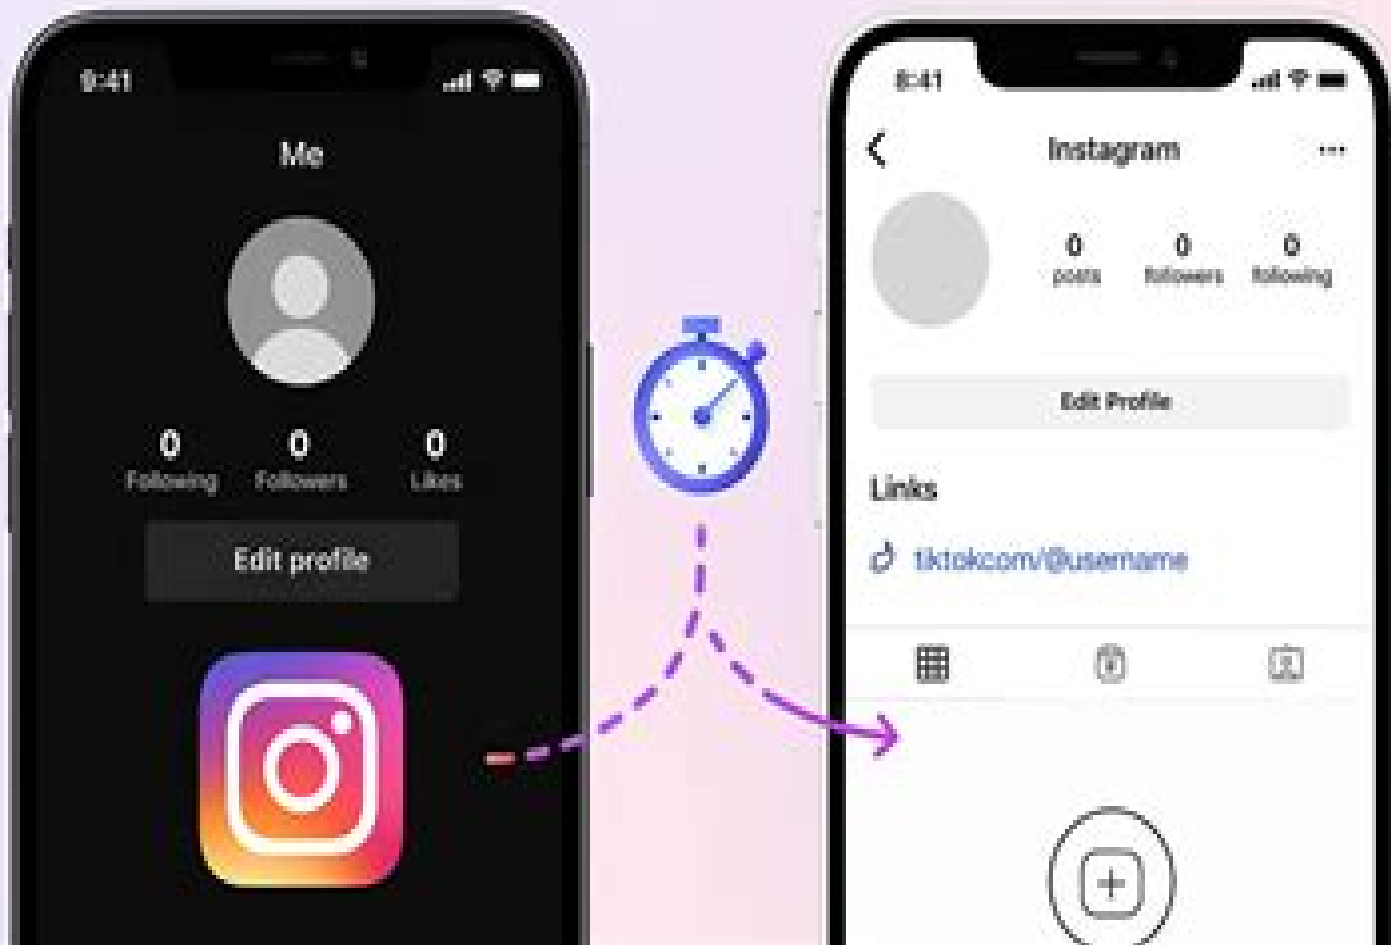 9:41
Me
0 0 0
Following Followers Likes
Edit profile
8:41
Instagram
0 0 0
posts followers following
Edit Profile
Links
tiktokcom/@username